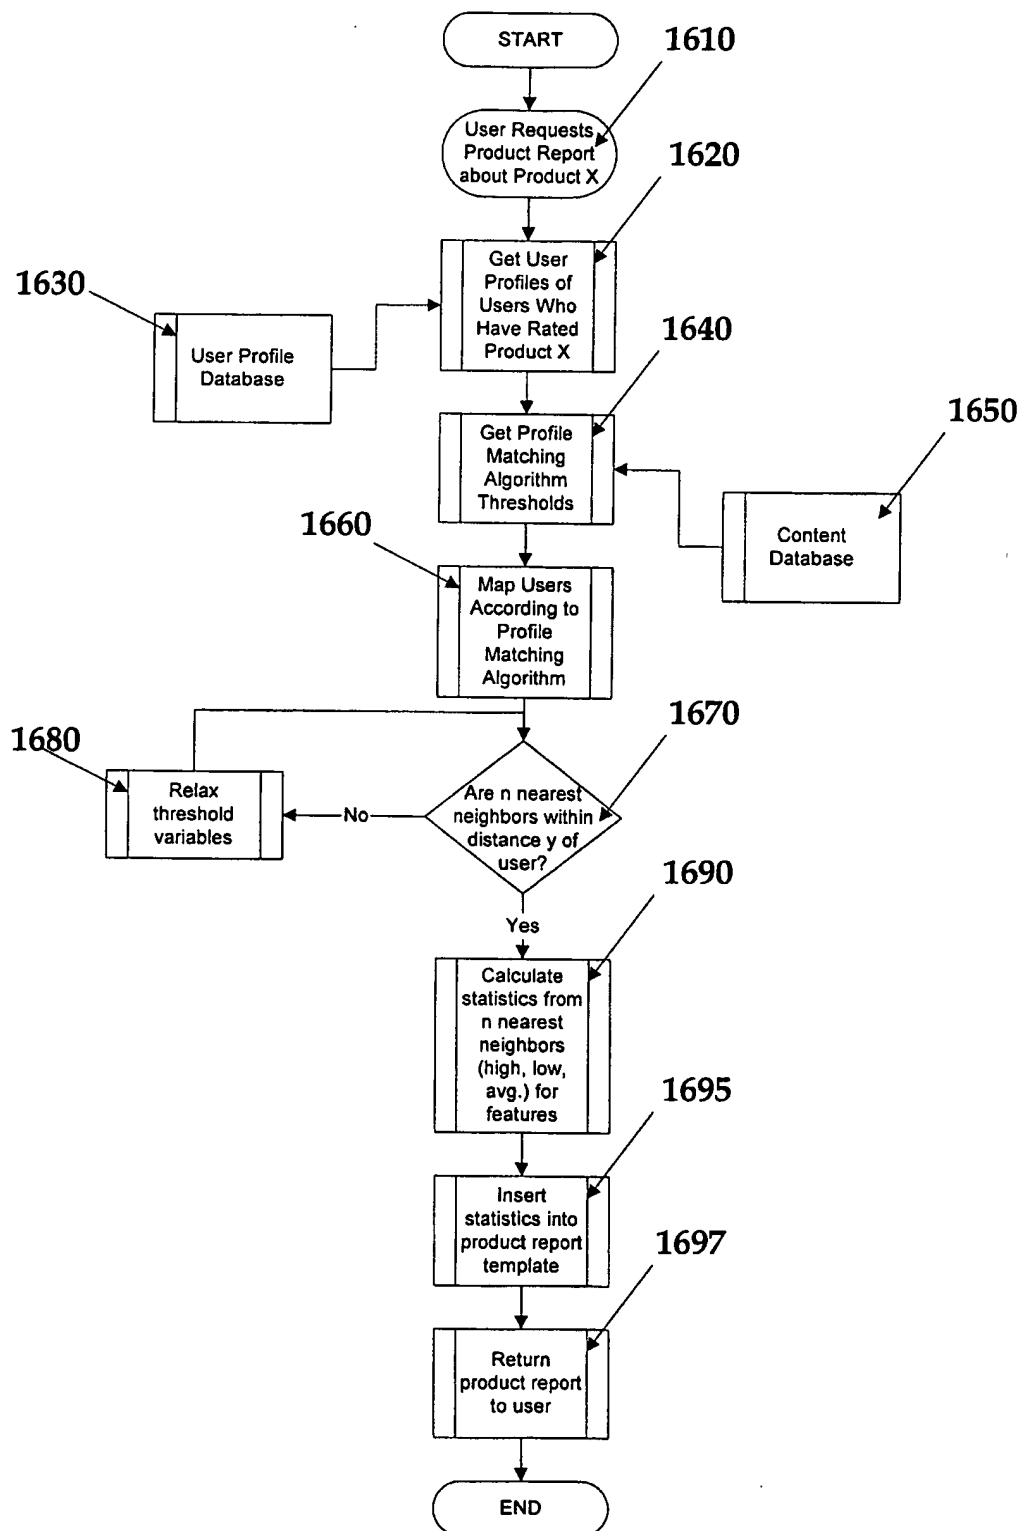 START
1610
User Requests
Product Report
about Product X
1620
Get User
Profiles of
Users Who
Have Rated
Product X
1630
User Profile
Database
1640
Get Profile
Matching
Algorithm
Thresholds
1650
Content
Database
1660
Map Users
According to
Profile
Matching
Algorithm
1670
Are n nearest
neighbors within
distance y of
user?
1680
Relax
threshold
variables
No
Yes
1690
Calculate
statistics from
n nearest
neighbors
(high, low,
avg.) for
features
1695
Insert
statistics into
product report
template
1697
Return
product report
to user
END